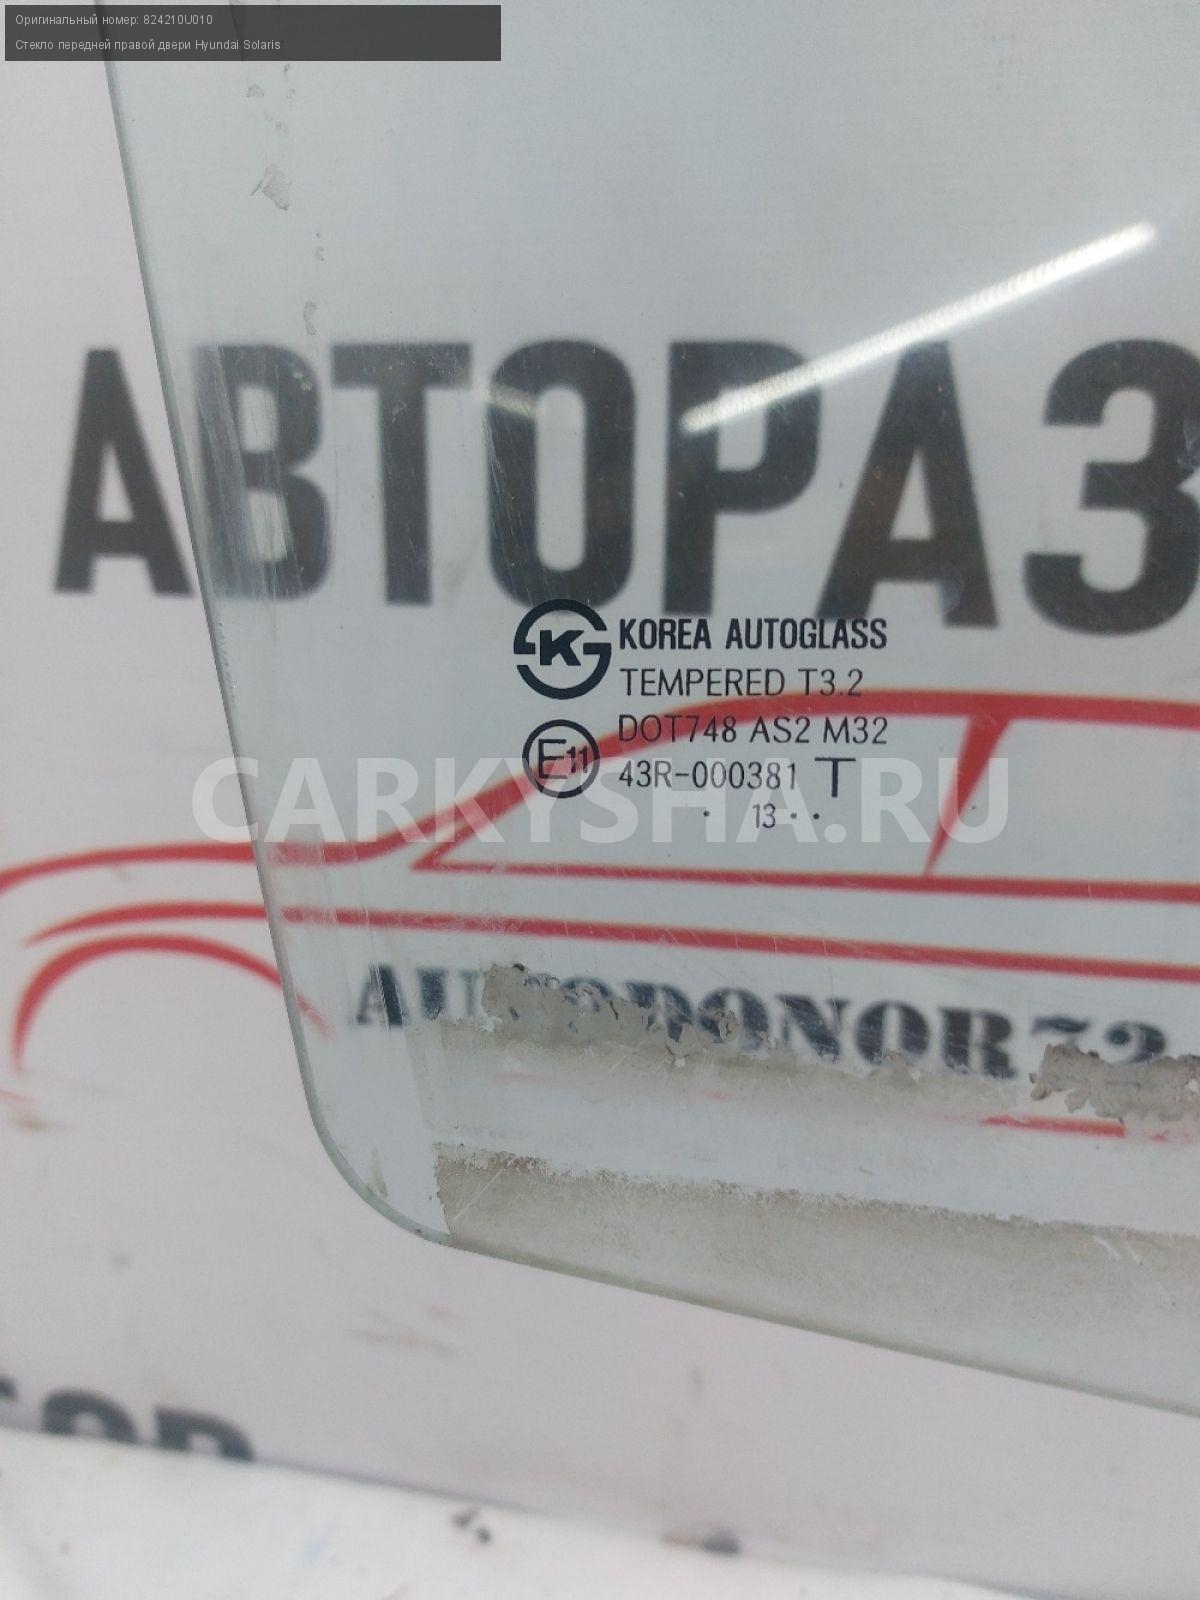 Оригинальный номер: 824210U010
Стекло передней правой двери Hyundai Solaris
АВТОРАЗ
K KOREA AUTOGLASS
TEMPERED T3.2
DOT748 AS2 M32
E11 43R-000381 T
. 13 . .
CARKYSHA.RU
AUTODONOR72